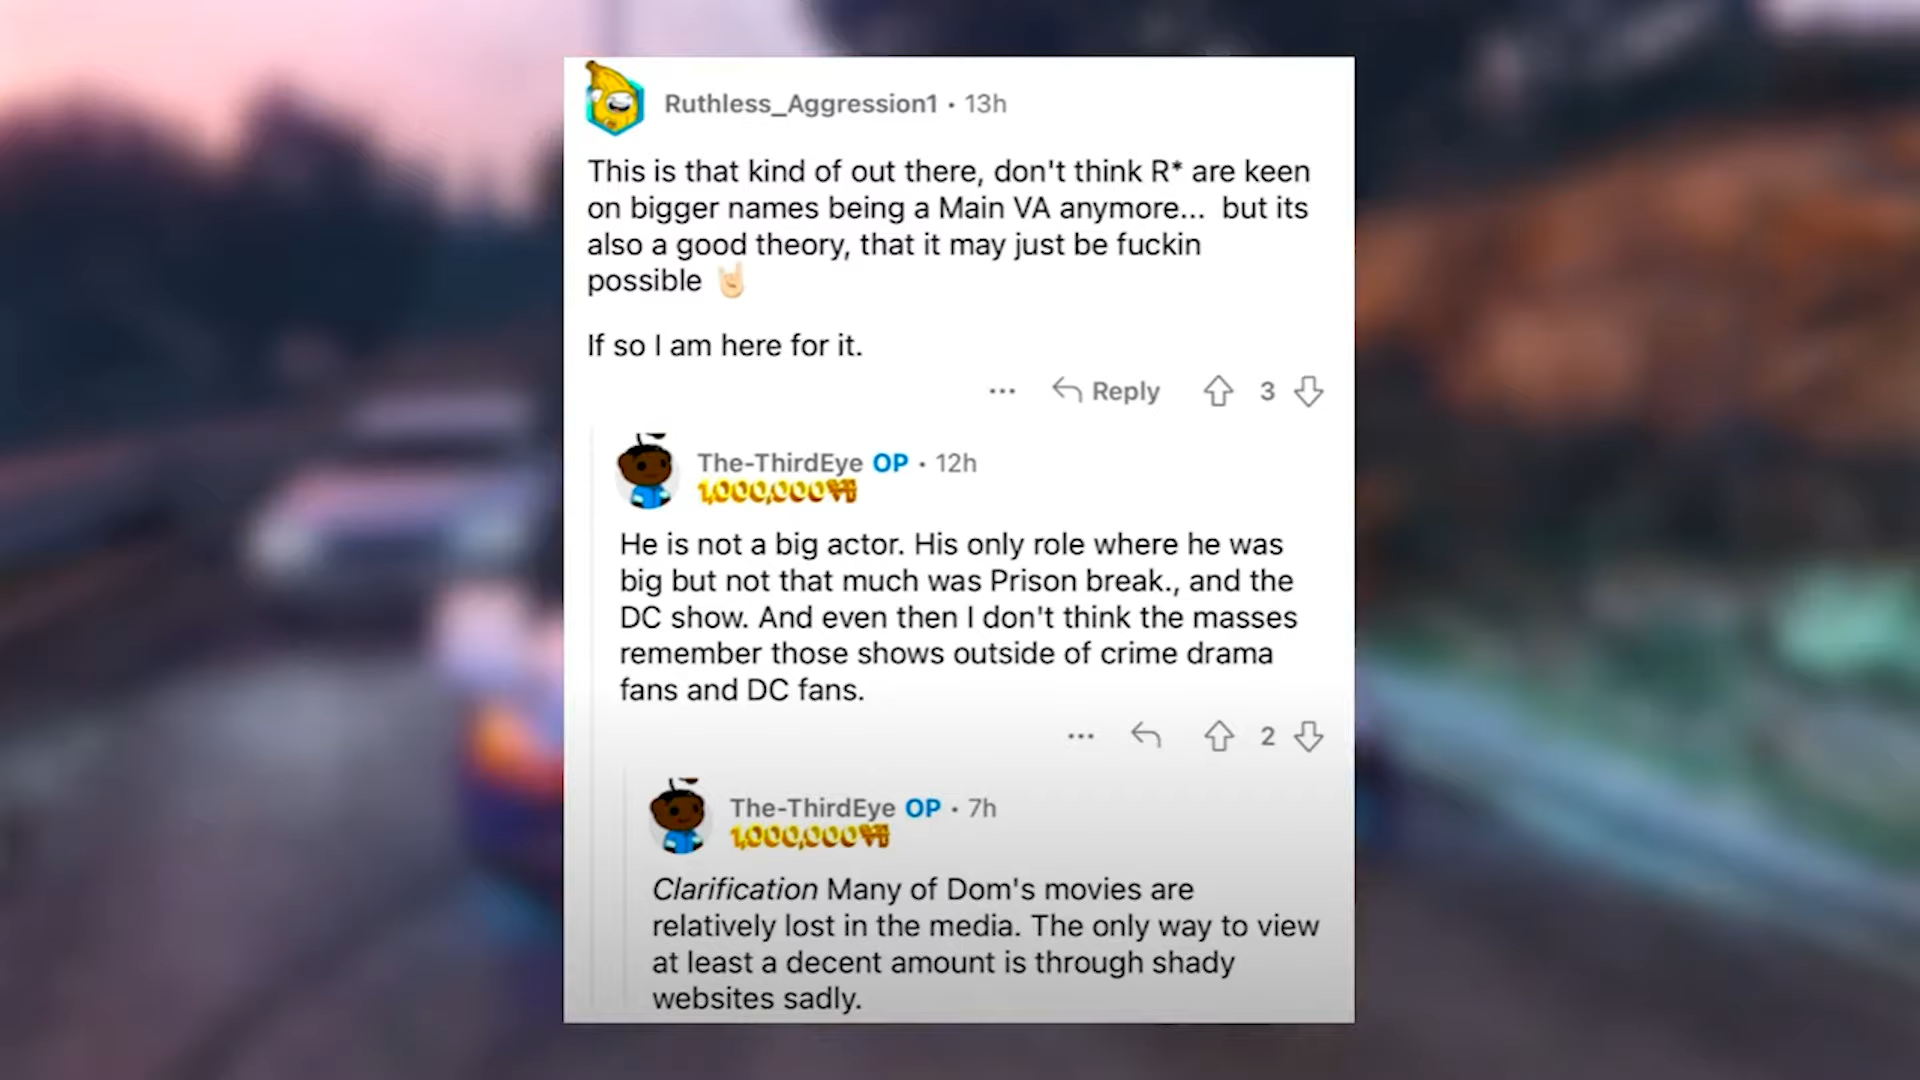 Ruthless_Aggression1 · 13h
This is that kind of out there, don't think R* are keen
on bigger names being a Main VA anymore... but its
also a good theory, that it may just be fuckin
possible 🤘🏻
If so I am here for it.
... Reply 3
The-ThirdEye OP · 12h
1,000,000
He is not a big actor. His only role where he was
big but not that much was Prison break., and the
DC show. And even then I don't think the masses
remember those shows outside of crime drama
fans and DC fans.
... 2
The-ThirdEye OP · 7h
1,000,000
Clarification Many of Dom's movies are
relatively lost in the media. The only way to view
at least a decent amount is through shady
websites sadly.